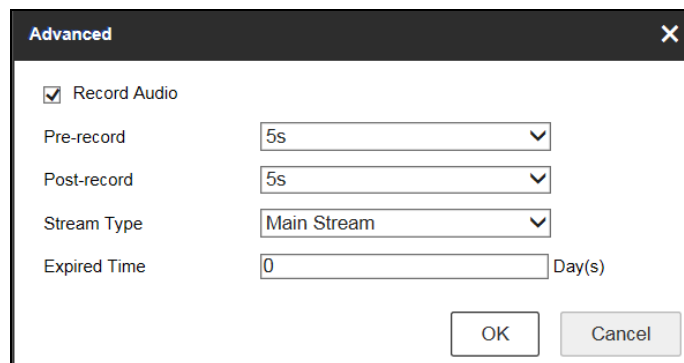 Advanced
Record Audio
Pre-record 5s
Post-record 5s
Stream Type Main Stream
Expired Time 0 Day(s)
OK Cancel